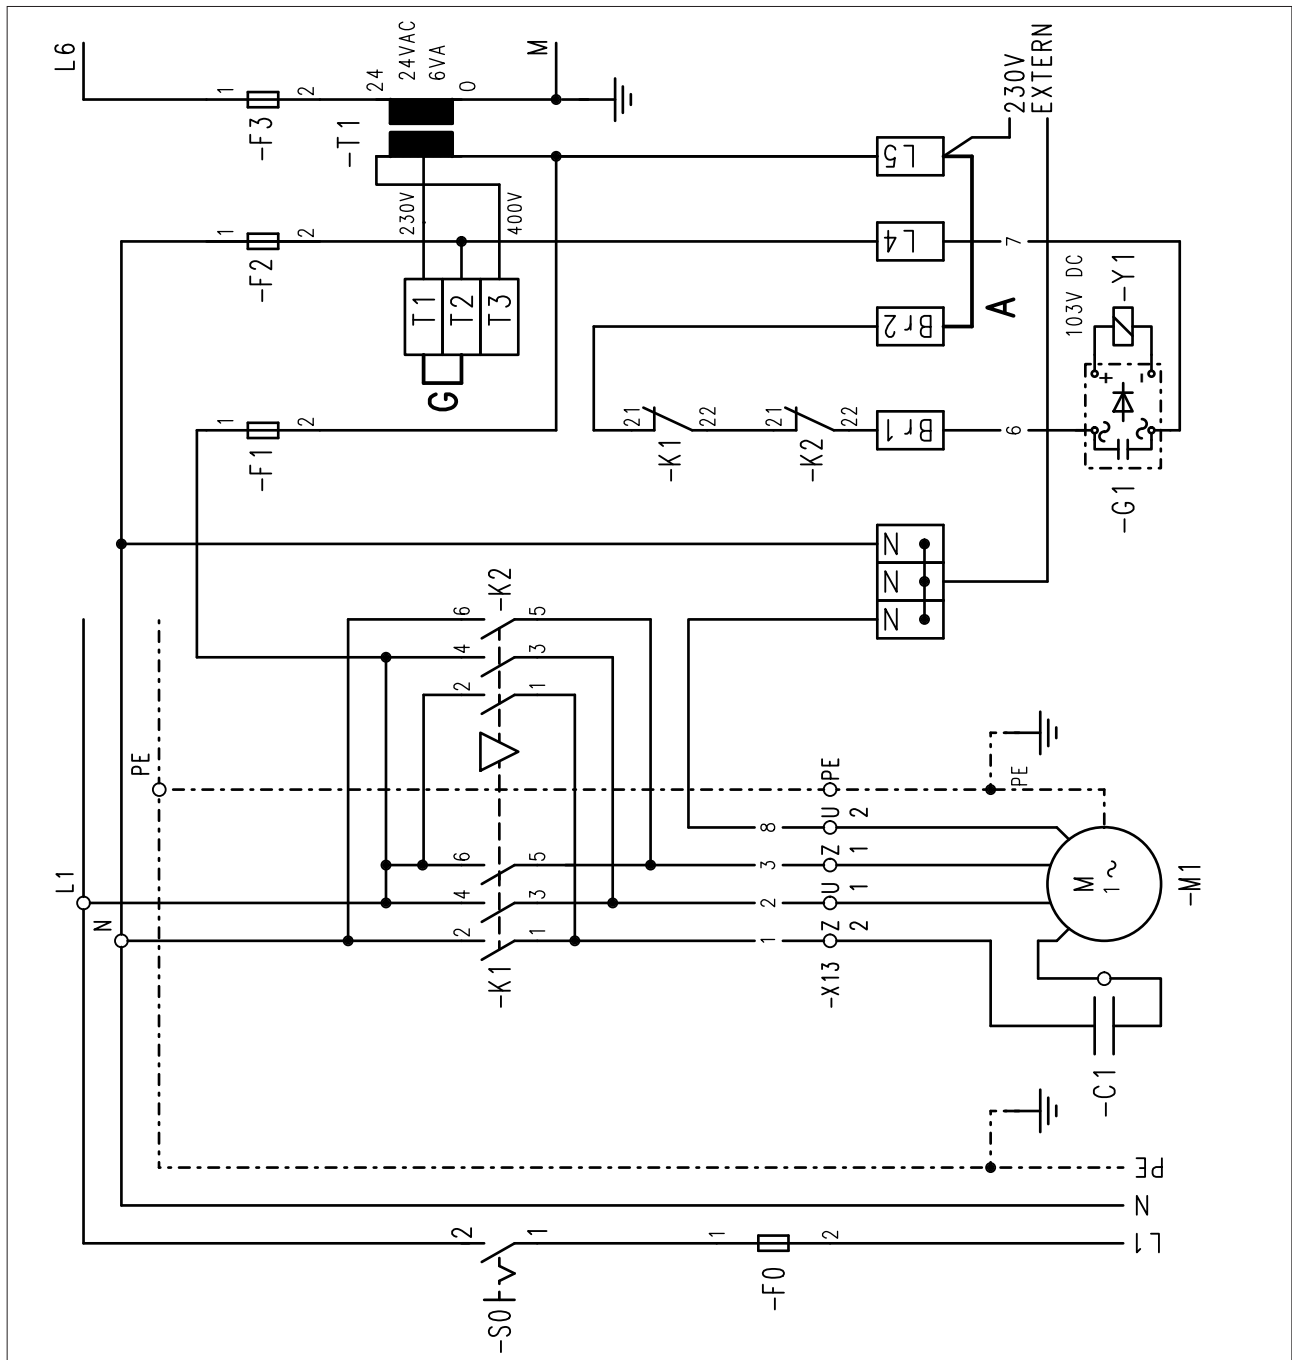 L6
1
-F3
2
24
-T1
24VAC
6VA
0
M
230V
EXTERN
L5
1
-F2
2
230V
400V
T1
T2
T3
G
L4
7
Br2
A
103V DC
-Y1
1
-F1
2
21
-K1
22
21
-K2
22
Br1
6
+
-
-G1
N
N
N
6
5
4
3
2
1
-K2
PE
PE
PE
L1
N
6
5
4
3
2
1
-K1
8
3
2
1
U 2
Z 1
U 1
Z 2
-X13
M
1~
-M1
-C1
PE
N
L1
2
1
-S0
1
2
-F0